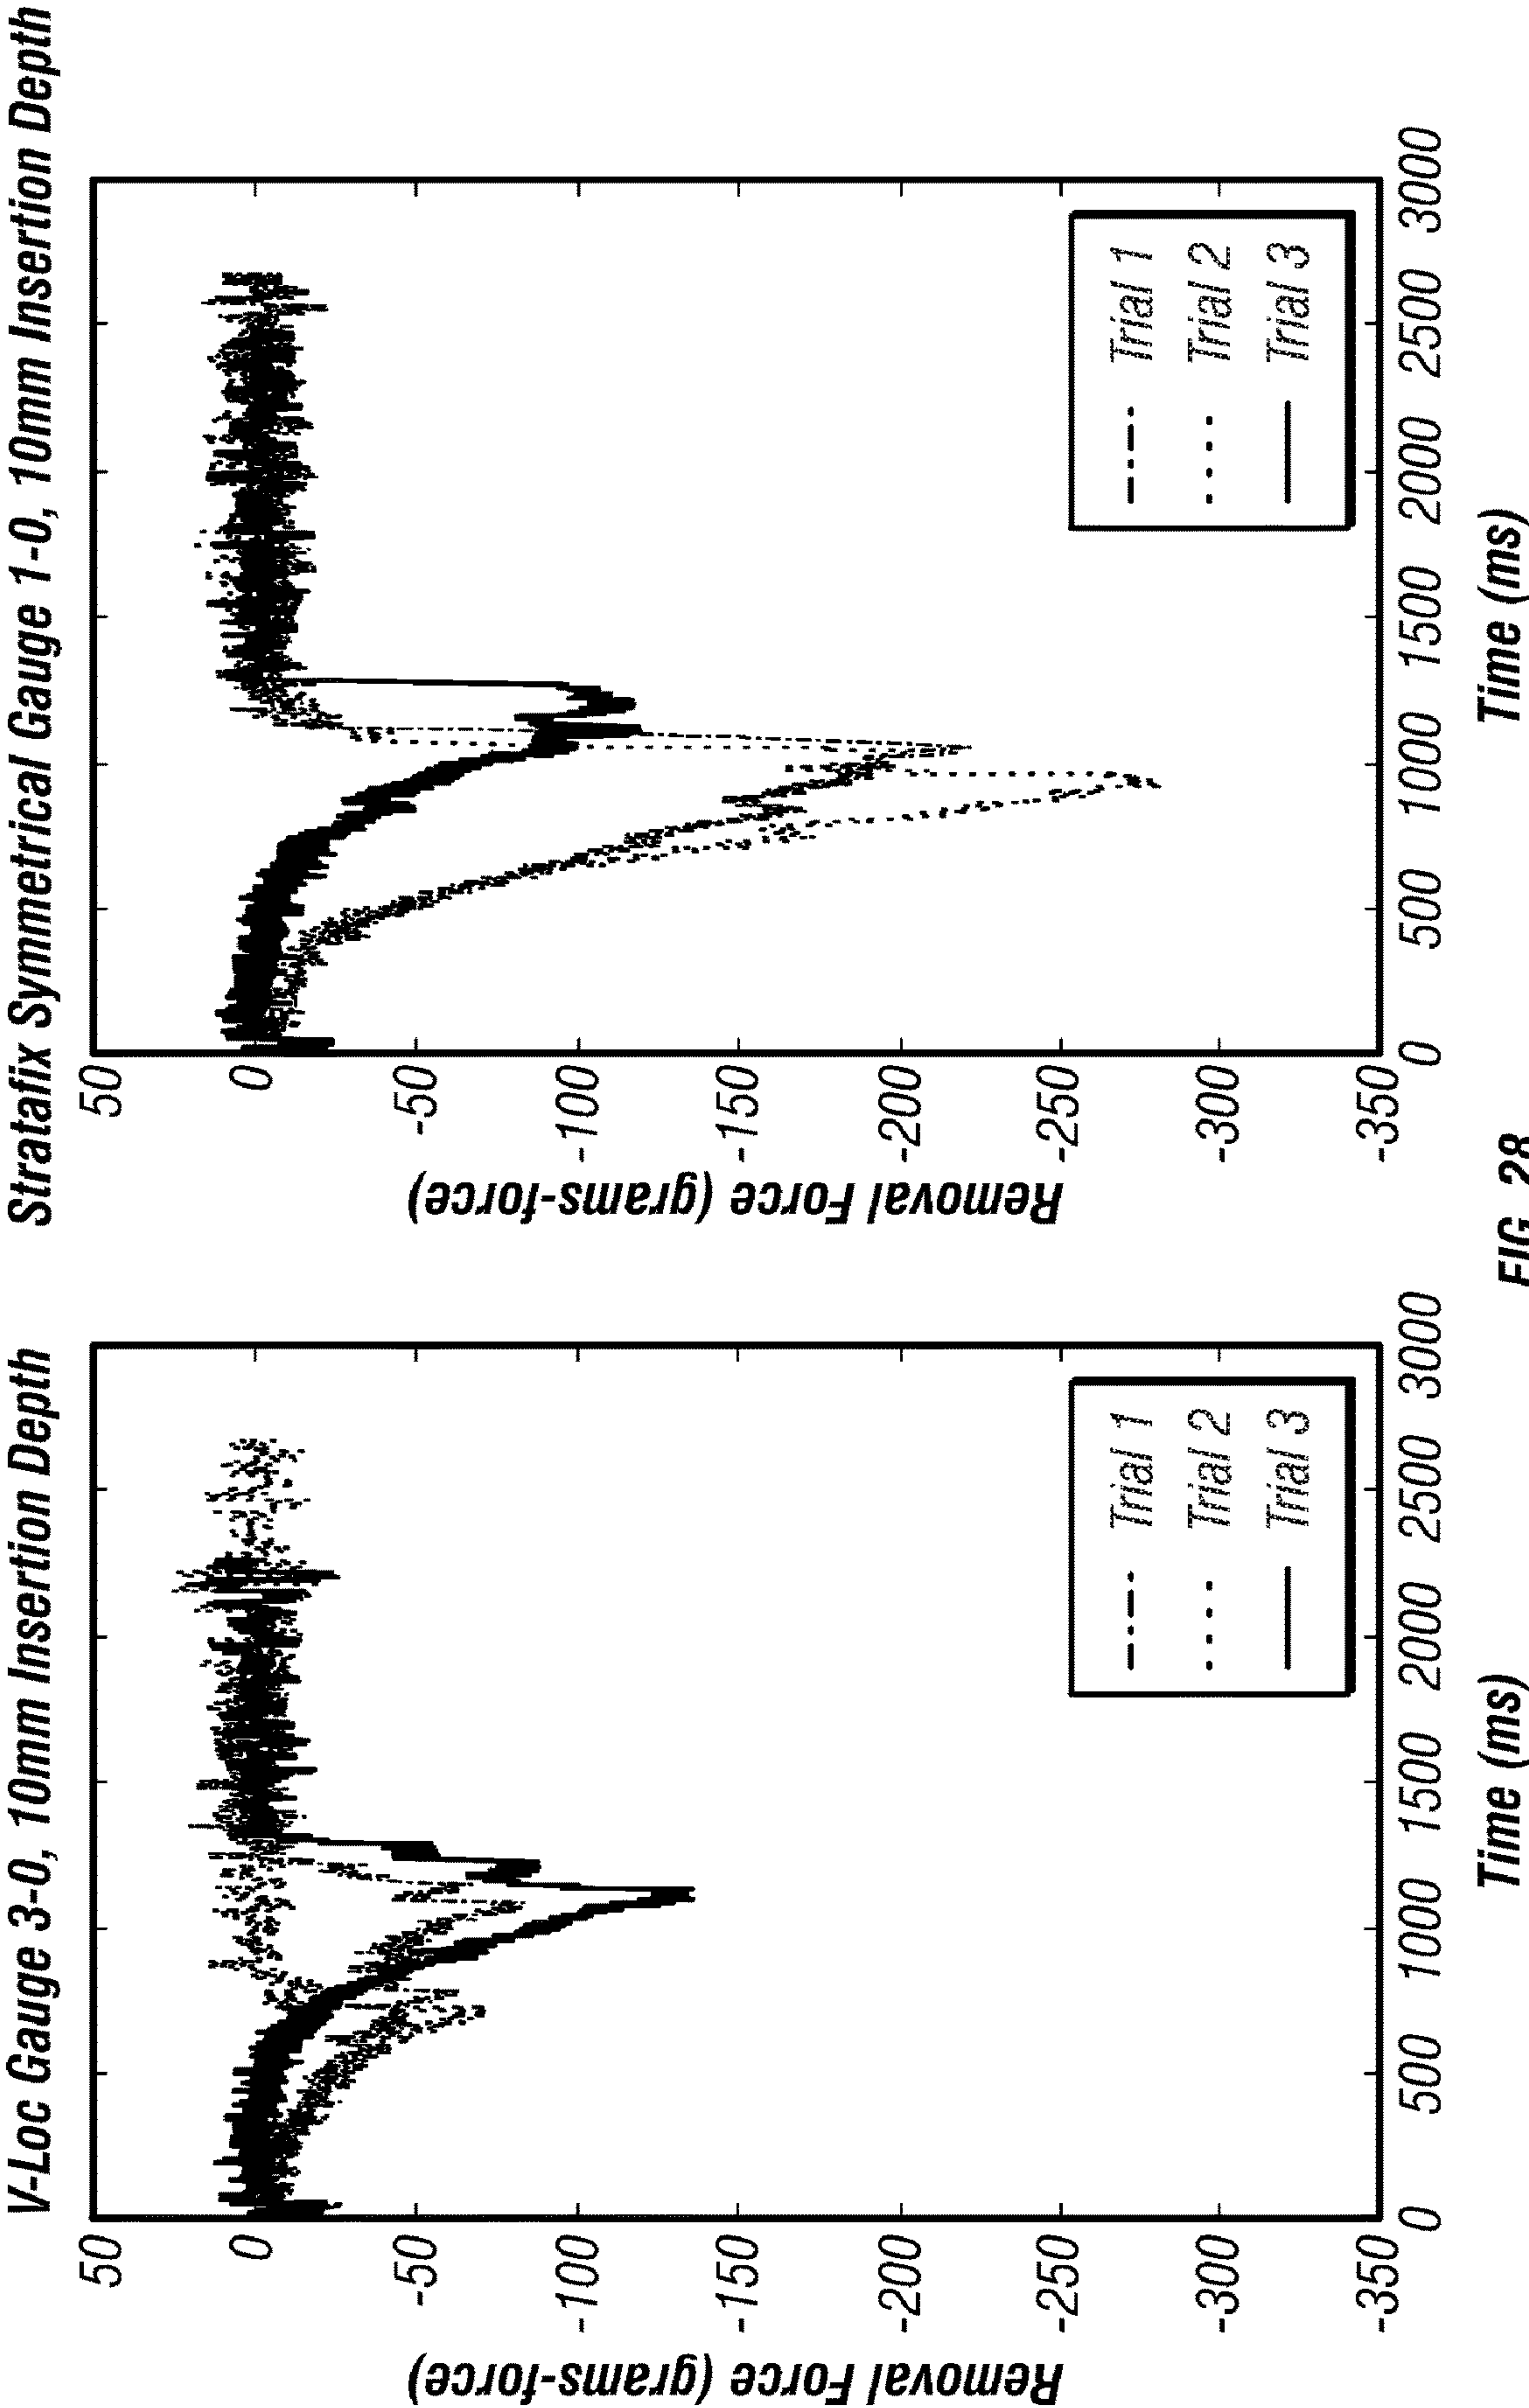 V-Loc Gauge 3-0, 10mm Insertion Depth
Removal Force (grams-force)
50
0
-50
-100
-150
-200
-250
-300
-350
0
500
1000
1500
2000
2500
3000
Time (ms)
Trial 1
Trial 2
Trial 3
Stratafix Symmetrical Gauge 1-0, 10mm Insertion Depth
Removal Force (grams-force)
50
0
-50
-100
-150
-200
-250
-300
-350
0
500
1000
1500
2000
2500
3000
Time (ms)
Trial 1
Trial 2
Trial 3
FIG. 28